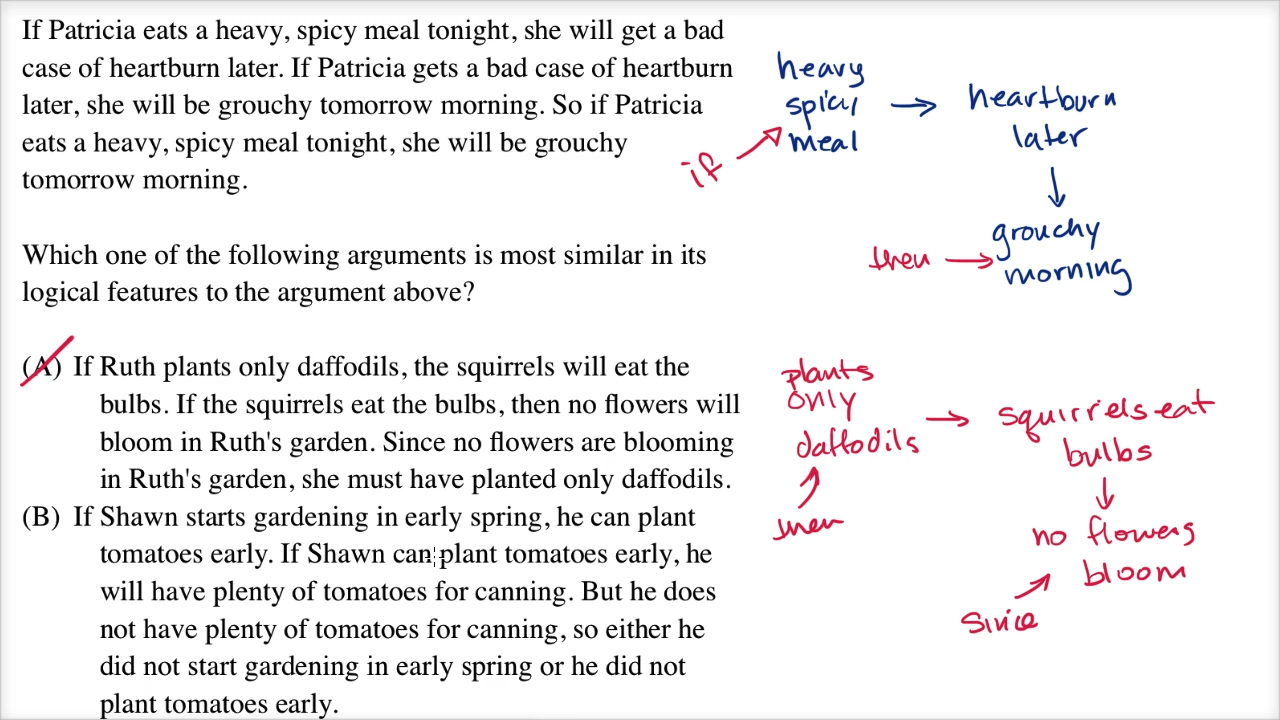 If Patricia eats a heavy, spicy meal tonight, she will get a bad
case of heartburn later. If Patricia gets a bad case of heartburn
later, she will be grouchy tomorrow morning. So if Patricia
eats a heavy, spicy meal tonight, she will be grouchy
tomorrow morning.
Which one of the following arguments is most similar in its
logical features to the argument above?
(A) If Ruth plants only daffodils, the squirrels will eat the
bulbs. If the squirrels eat the bulbs, then no flowers will
bloom in Ruth's garden. Since no flowers are blooming
in Ruth's garden, she must have planted only daffodils.
(B) If Shawn starts gardening in early spring, he can plant
tomatoes early. If Shawn can plant tomatoes early, he
will have plenty of tomatoes for canning. But he does
not have plenty of tomatoes for canning, so either he
did not start gardening in early spring or he did not
plant tomatoes early.
heavy
spicy
meal
if
heartburn
later
grouchy
morning
then
plants
only
daffodils
then
squirrels eat
bulbs
no flowers
bloom
since